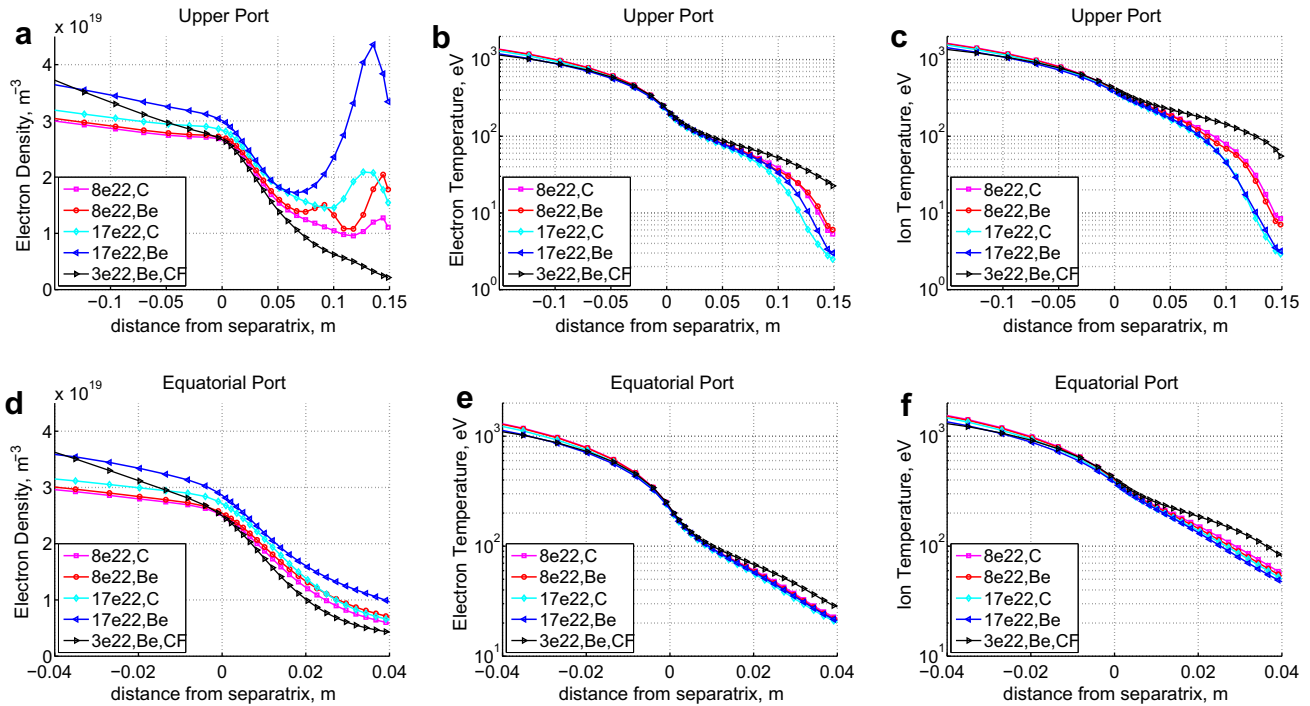 a
x 10^19
Upper Port
Electron Density, m^-3
4
3
2
1
0
8e22,C
8e22,Be
17e22,C
17e22,Be
3e22,Be,CF
−0.1 −0.05 0 0.05 0.1 0.15
distance from separatrix, m
b
Upper Port
Electron Temperature, eV
10^3
10^2
10^1
10^0
8e22,C
8e22,Be
17e22,C
17e22,Be
3e22,Be,CF
−0.1 −0.05 0 0.05 0.1 0.15
distance from separatrix, m
c
Upper Port
Ion Temperature, eV
10^3
10^2
10^1
10^0
8e22,C
8e22,Be
17e22,C
17e22,Be
3e22,Be,CF
−0.1 −0.05 0 0.05 0.1 0.15
distance from separatrix, m
d
x 10^19
Equatorial Port
Electron Density, m^-3
4
3
2
1
0
8e22,C
8e22,Be
17e22,C
17e22,Be
3e22,Be,CF
−0.04 −0.02 0 0.02 0.04
distance from separatrix, m
e
Equatorial Port
Electron Temperature, eV
10^3
10^2
10^1
8e22,C
8e22,Be
17e22,C
17e22,Be
3e22,Be,CF
−0.04 −0.02 0 0.02 0.04
distance from separatrix, m
f
Equatorial Port
Ion Temperature, eV
10^3
10^2
10^1
8e22,C
8e22,Be
17e22,C
17e22,Be
3e22,Be,CF
−0.04 −0.02 0 0.02 0.04
distance from separatrix, m